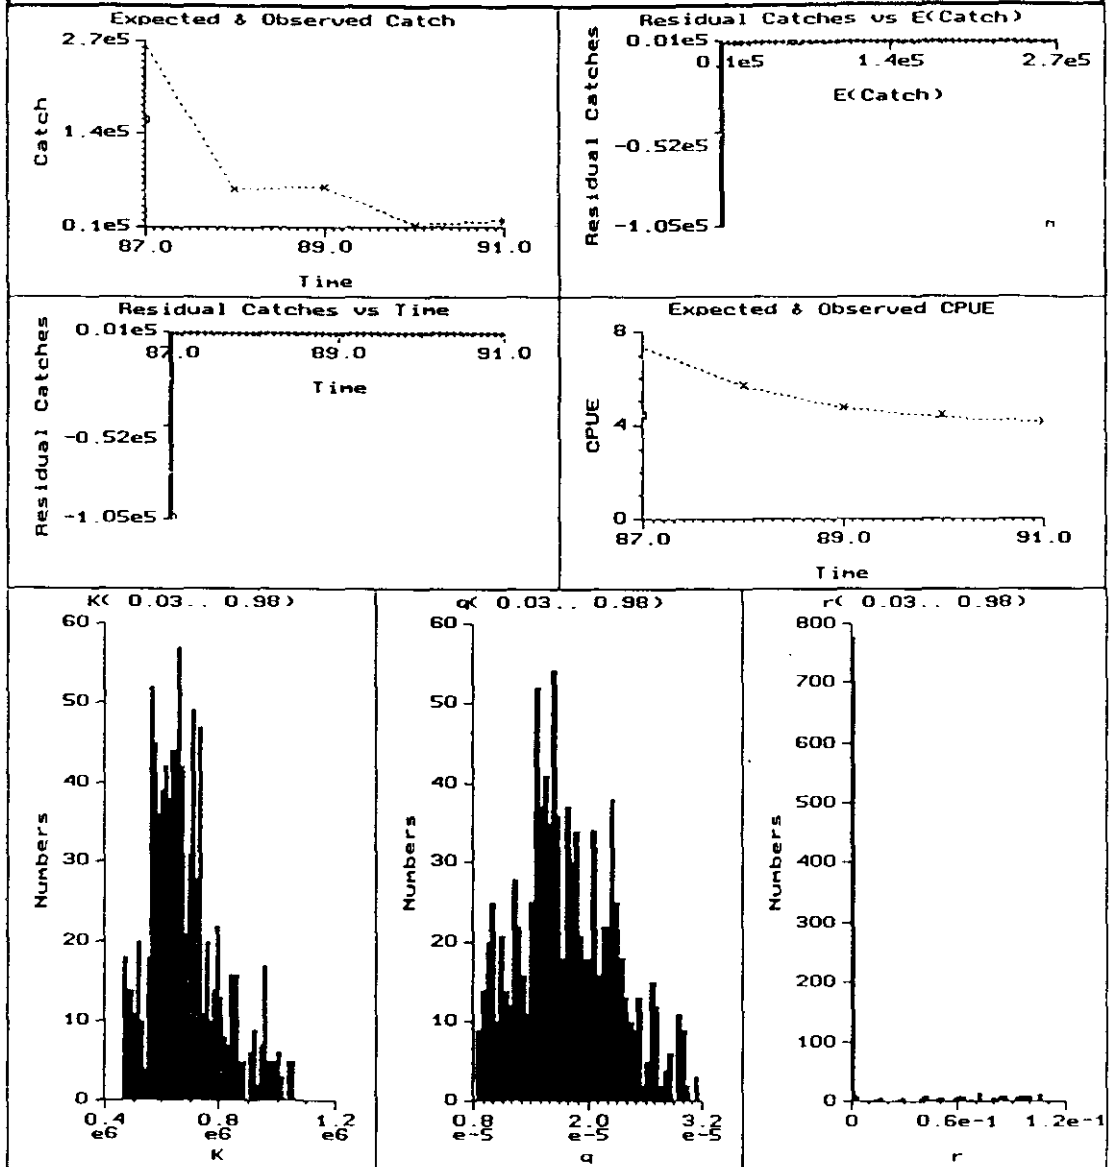 Expected & Observed Catch
2.7e5
1.4e5
0.1e5
Catch
87.0 89.0 91.0
Time
Residual Catches vs E(Catch)
0.01e5
-0.52e5
-1.05e5
Residual Catches
0.1e5 1.4e5 2.7e5
E(Catch)
Residual Catches vs Time
0.01e5
-0.52e5
-1.05e5
Residual Catches
87.0 89.0 91.0
Time
Expected & Observed CPUE
8
4
0
CPUE
87.0 89.0 91.0
Time
K( 0.03.. 0.98)
60
50
40
30
20
10
0
Numbers
0.4 0.8 1.2
e6 e6 e6
K
q( 0.03.. 0.98)
60
50
40
30
20
10
0
Numbers
0.8 2.0 3.2
e-5 e-5 e-5
q
r( 0.03.. 0.98)
800
700
600
500
400
300
200
100
0
Numbers
0 0.6e-1 1.2e-1
r